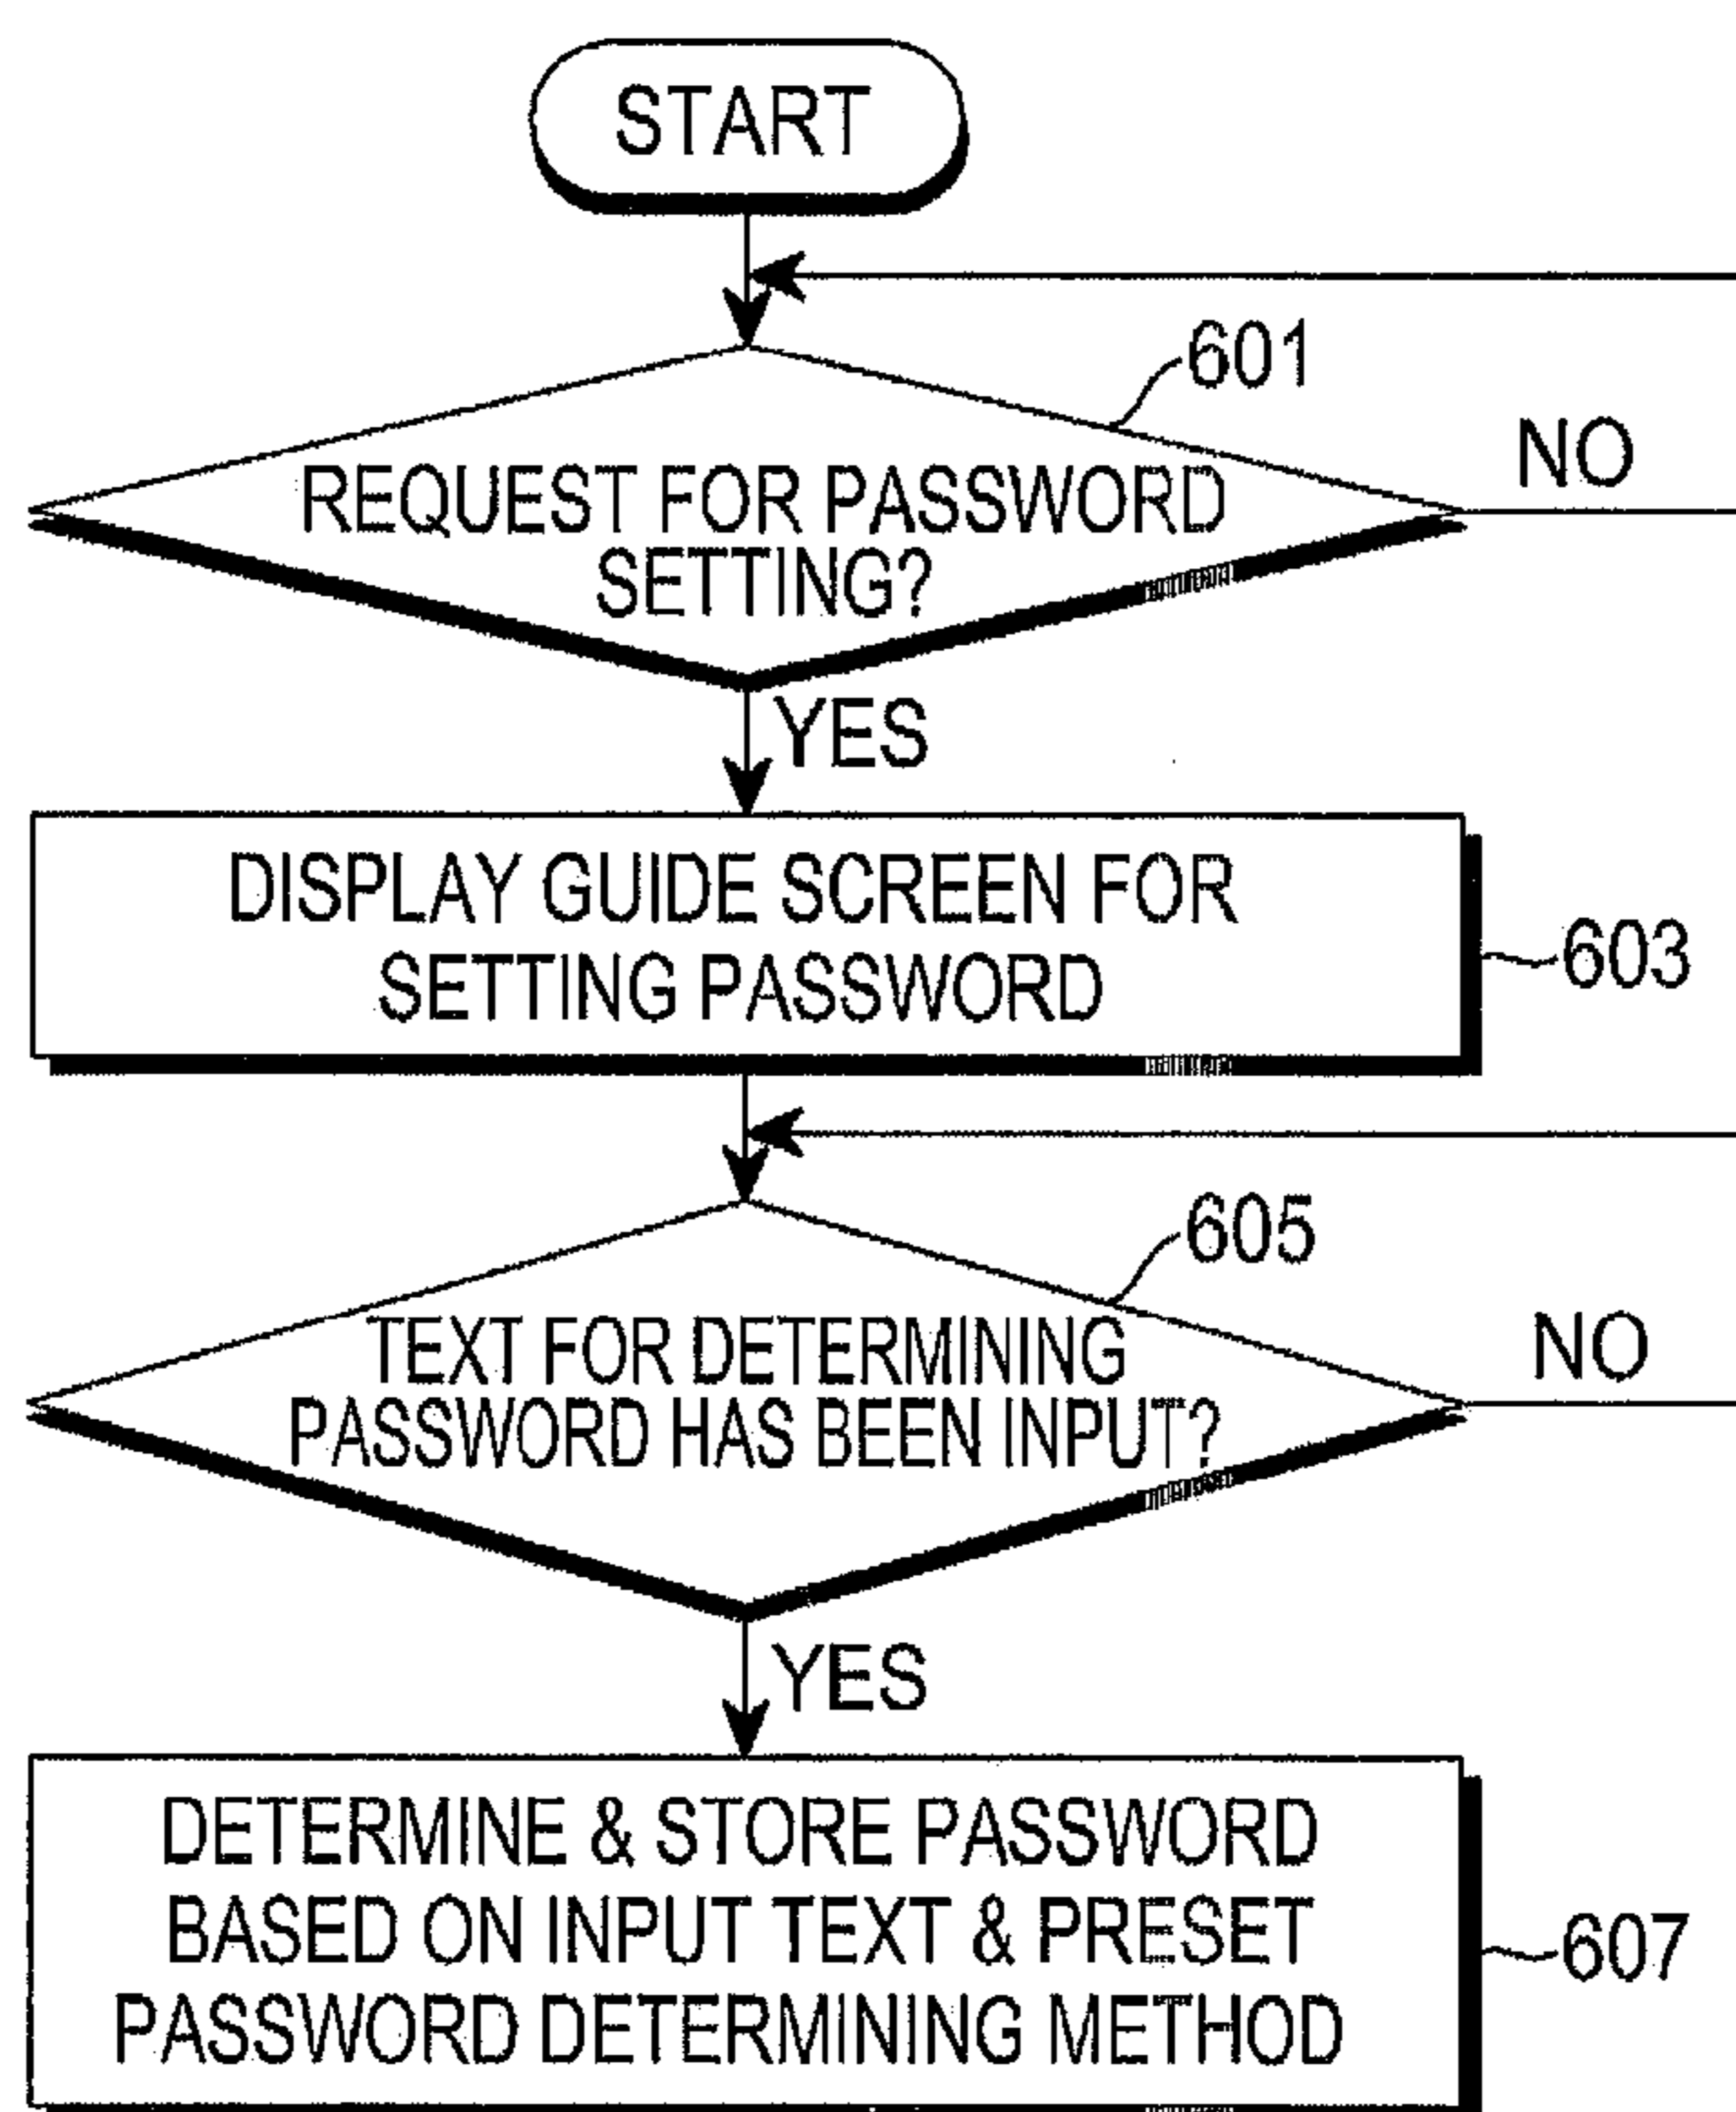 START
601
REQUEST FOR PASSWORD
SETTING?
NO
YES
DISPLAY GUIDE SCREEN FOR
SETTING PASSWORD
603
605
TEXT FOR DETERMINING
PASSWORD HAS BEEN INPUT?
NO
YES
DETERMINE & STORE PASSWORD
BASED ON INPUT TEXT & PRESET
PASSWORD DETERMINING METHOD
607